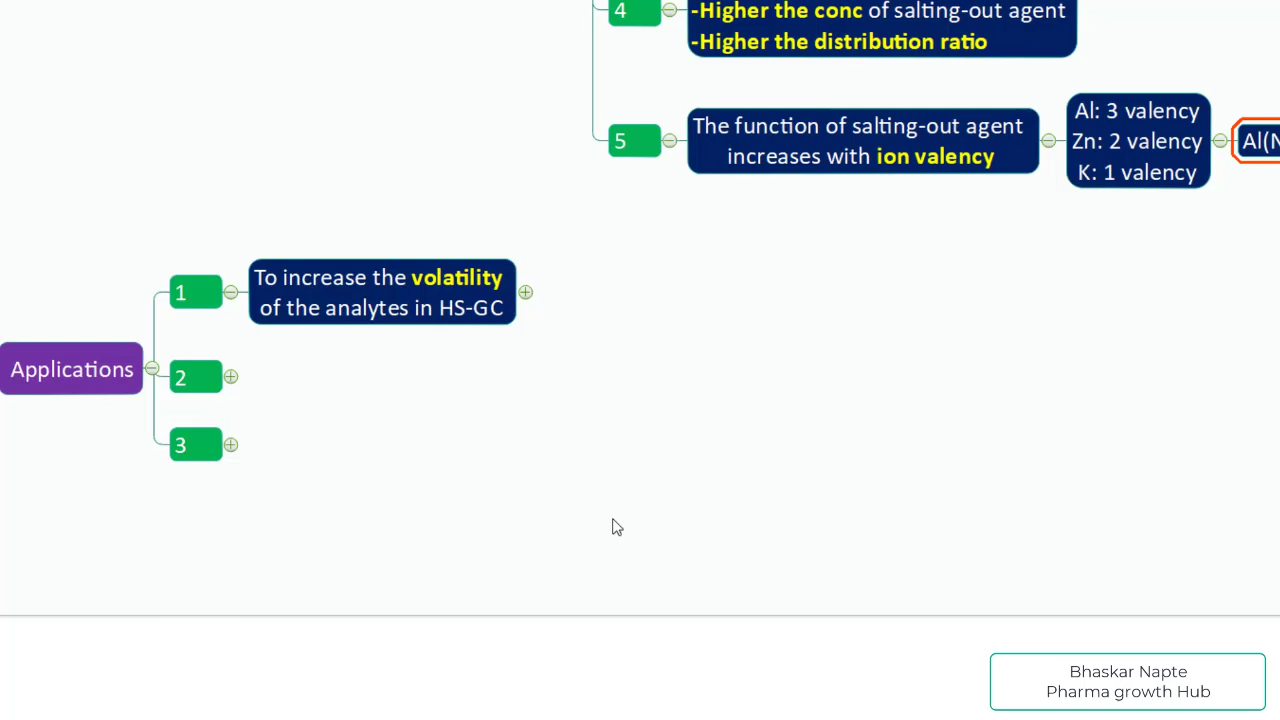 4
-Higher the conc of salting-out agent
-Higher the distribution ratio
5
The function of salting-out agent
increases with ion valency
Al: 3 valency
Zn: 2 valency
K: 1 valency
Al(N
Applications
1
To increase the volatility
of the analytes in HS-GC
2
3
Bhaskar Napte
Pharma growth Hub